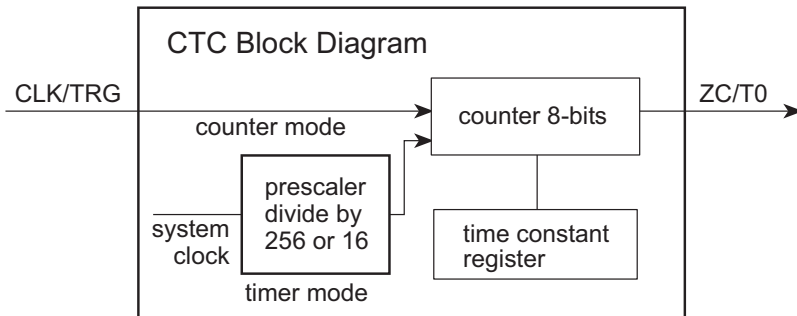 CTC Block Diagram
CLK/TRG
ZC/T0
counter mode
counter 8-bits
prescaler
divide by
256 or 16
system
clock
timer mode
time constant
register